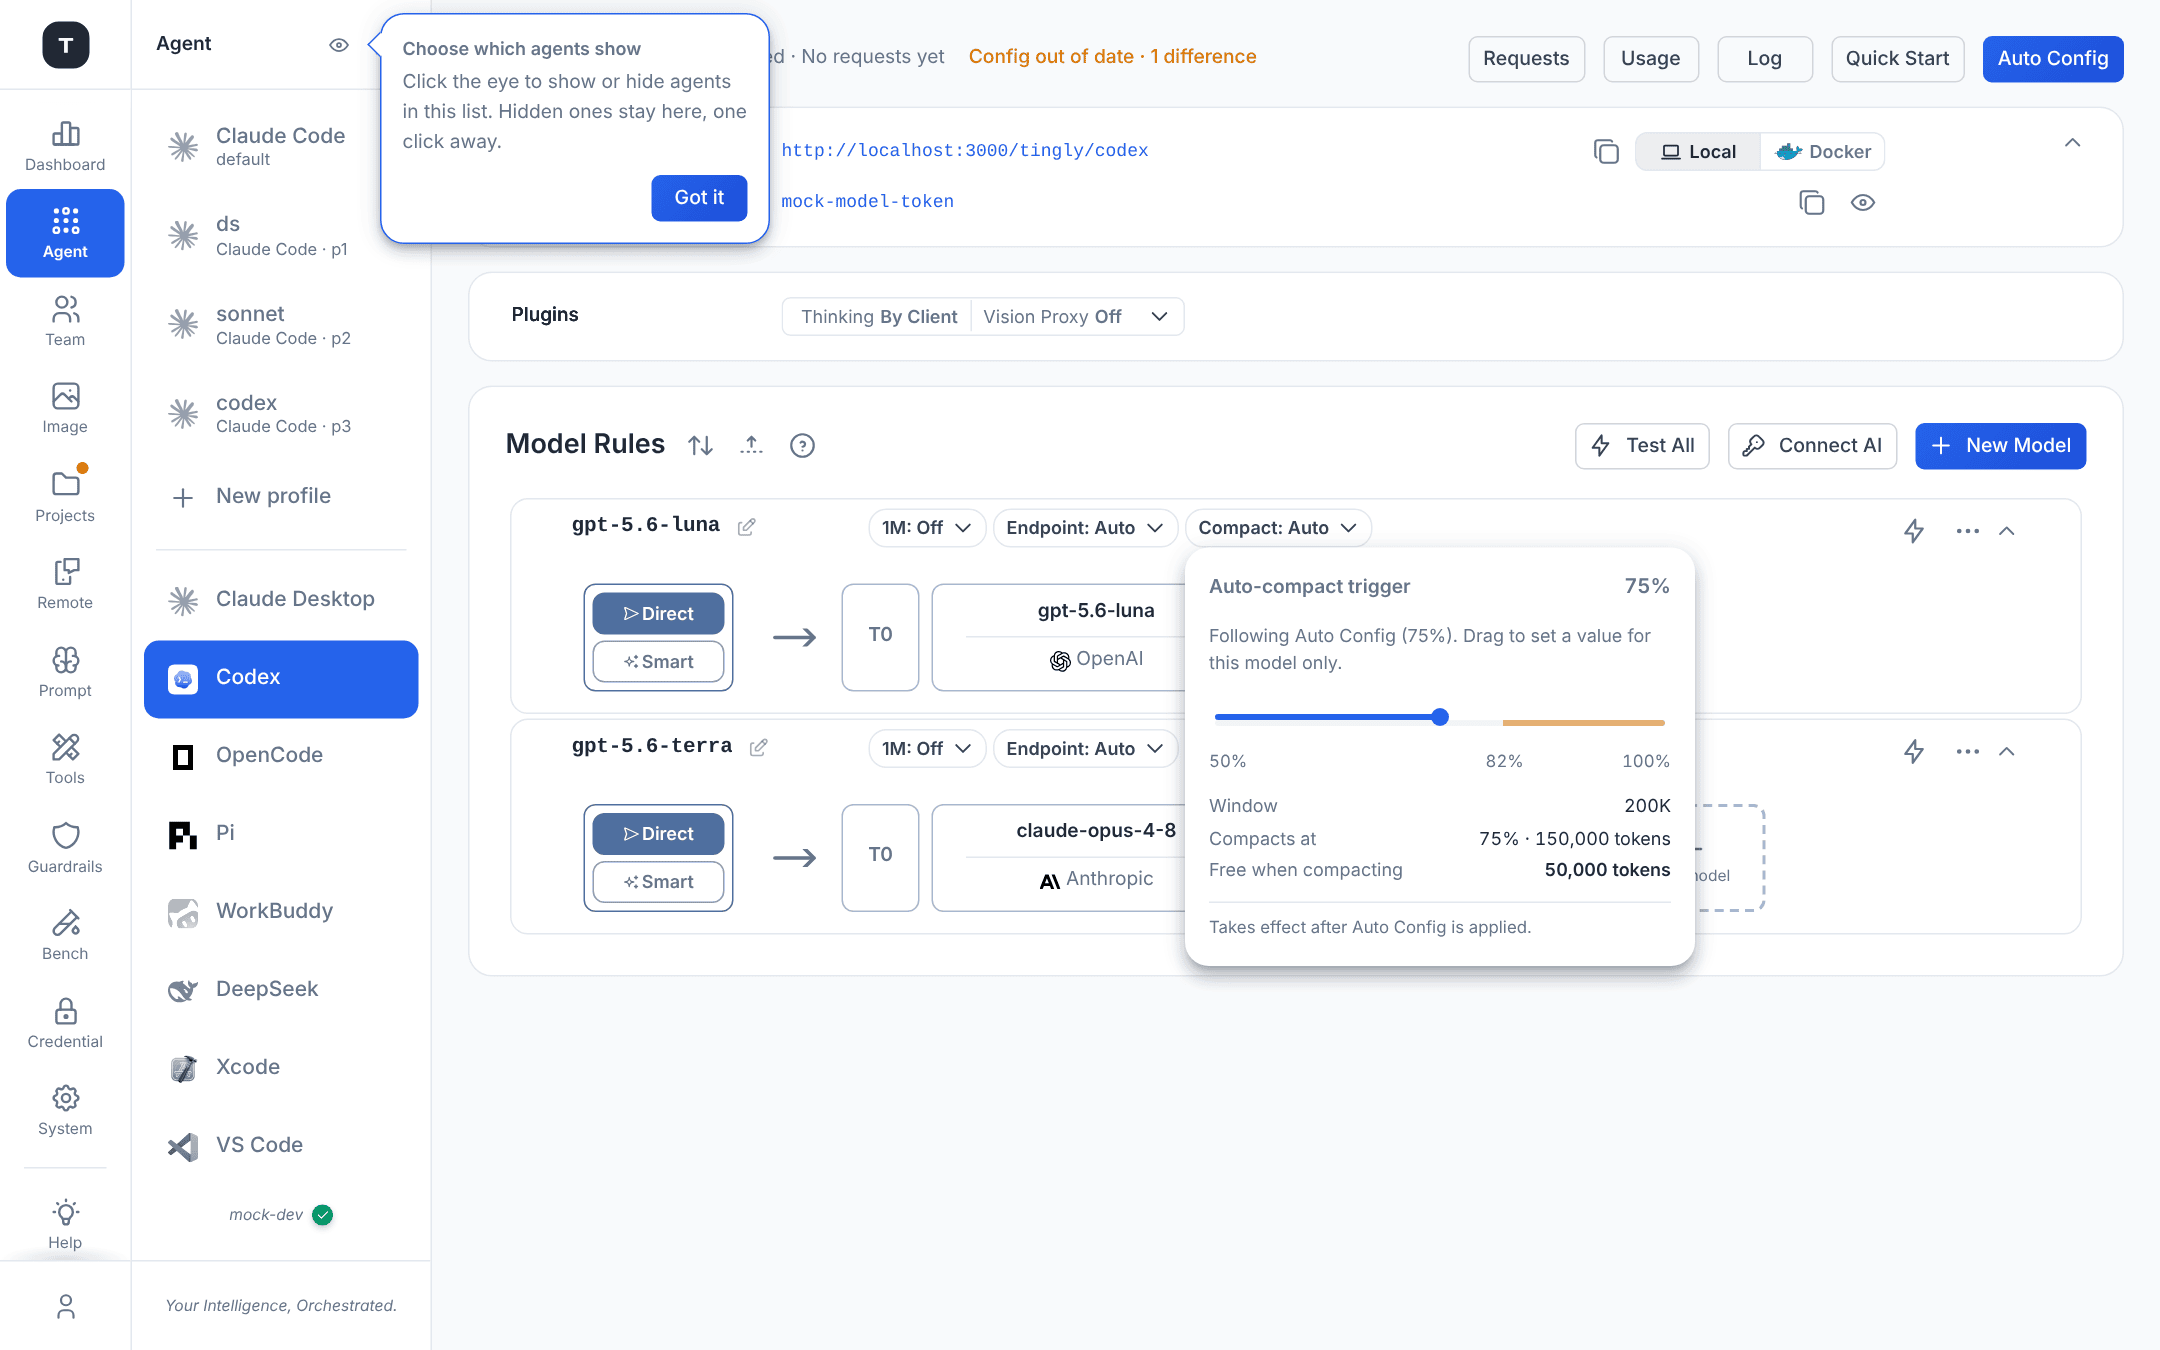 T
Dashboard
Agent
Team
Image
Projects
Remote
Prompt
Tools
Guardrails
Bench
Credential
System
Help
Agent
Claude Code
default
ds
Claude Code · p1
sonnet
Claude Code · p2
codex
Claude Code · p3
New profile
Claude Desktop
Codex
OpenCode
Pi
WorkBuddy
DeepSeek
Xcode
VS Code
mock-dev
Your Intelligence, Orchestrated.
Choose which agents show
Click the eye to show or hide agents
in this list. Hidden ones stay here, one
click away.
Got it
· No requests yet Config out of date · 1 difference
Requests
Usage
Log
Quick Start
Auto Config
http://localhost:3000/tingly/codex
Local
Docker
mock-model-token
Plugins
Thinking By Client
Vision Proxy Off
Model Rules
Test All
Connect AI
New Model
gpt-5.6-luna
1M: Off
Endpoint: Auto
Compact: Auto
Direct
Smart
T0
gpt-5.6-luna
OpenAI
gpt-5.6-terra
1M: Off
Endpoint: Auto
Direct
Smart
T0
claude-opus-4-8
Anthropic
Auto-compact trigger 75%
Following Auto Config (75%). Drag to set a value for
this model only.
50% 82% 100%
Window 200K
Compacts at 75% · 150,000 tokens
Free when compacting 50,000 tokens
Takes effect after Auto Config is applied.